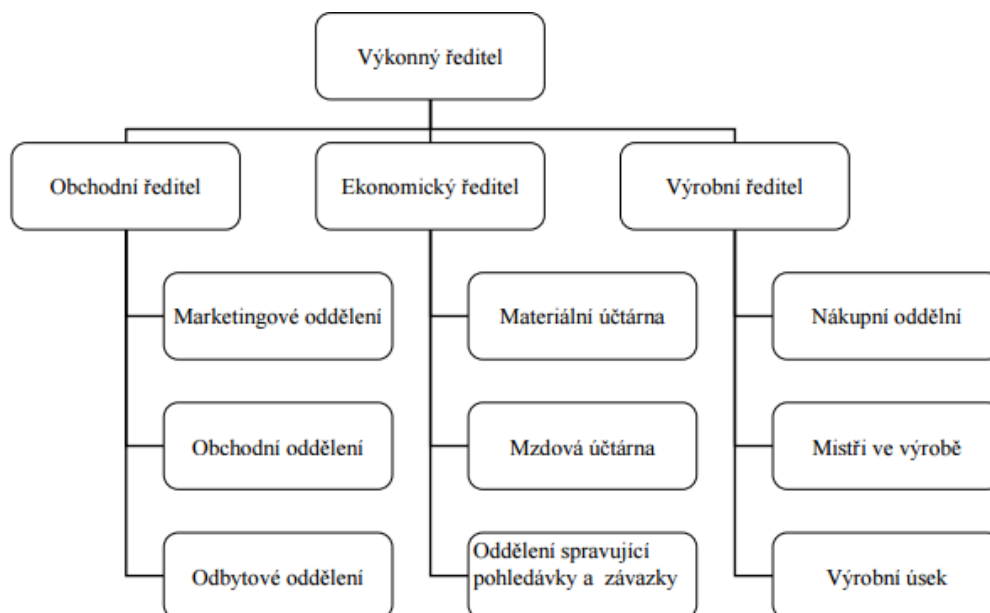 Výkonný ředitel
Obchodní ředitel
Ekonomický ředitel
Výrobní ředitel
Marketingové oddělení
Materiální účtárna
Nákupní oddělní
Obchodní oddělení
Mzdová účtárna
Mistři ve výrobě
Odbytové oddělení
Oddělení spravující
pohledávky a závazky
Výrobní úsek